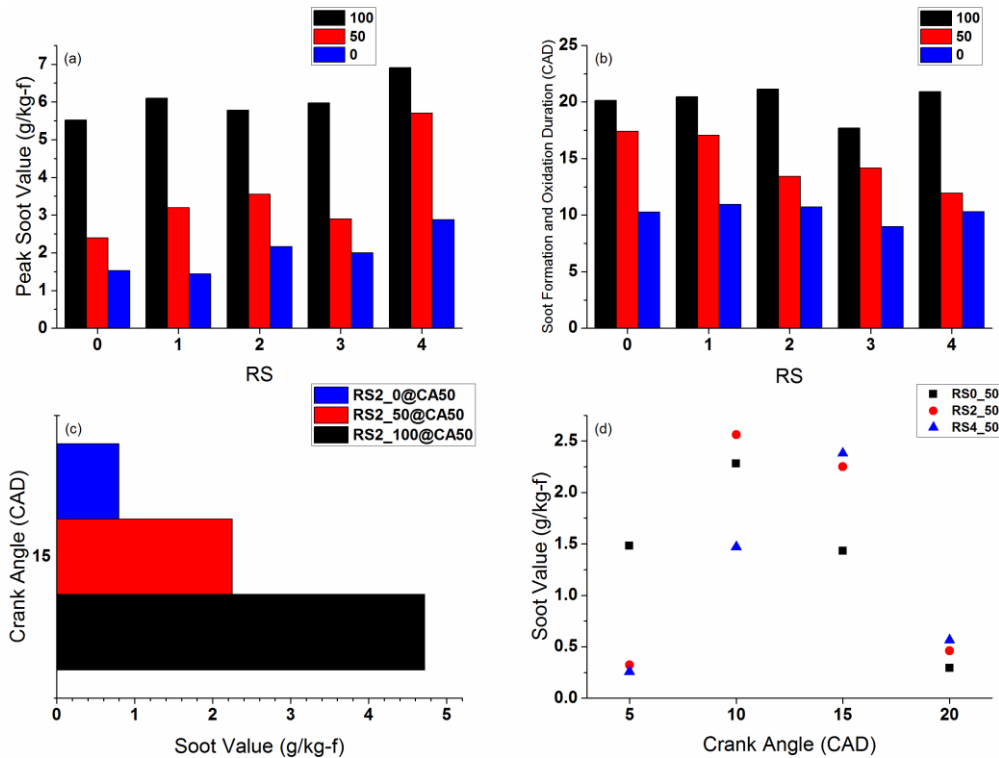 100
50
0
(a)
7
6
5
4
3
2
1
0
Peak Soot Value (g/kg-f)
0 1 2 3 4
RS
100
50
0
(b)
25
20
15
10
5
0
Soot Formation and Oxidation Duration (CAD)
0 1 2 3 4
RS
RS2_0@CA50
RS2_50@CA50
RS2_100@CA50
(c)
15
Crank Angle (CAD)
0 1 2 3 4 5
Soot Value (g/kg-f)
RS0_50
RS2_50
RS4_50
(d)
2.5
2.0
1.5
1.0
0.5
0.0
Soot Value (g/kg-f)
5 10 15 20
Crank Angle (CAD)